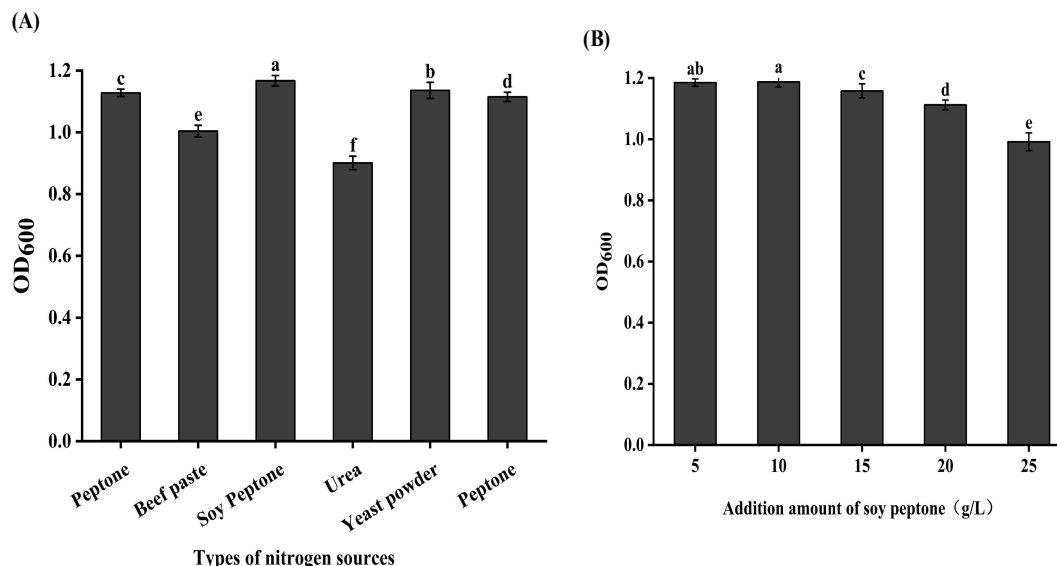 (A)
1.2
1.0
0.8
0.6
0.4
0.2
0.0
OD600
c
e
a
f
b
d
Peptone
Beef paste
Soy Peptone
Urea
Yeast powder
Peptone
Types of nitrogen sources
(B)
1.2
1.0
0.8
0.6
0.4
0.2
0.0
OD600
ab
a
c
d
e
5 10 15 20 25
Addition amount of soy peptone（g/L）